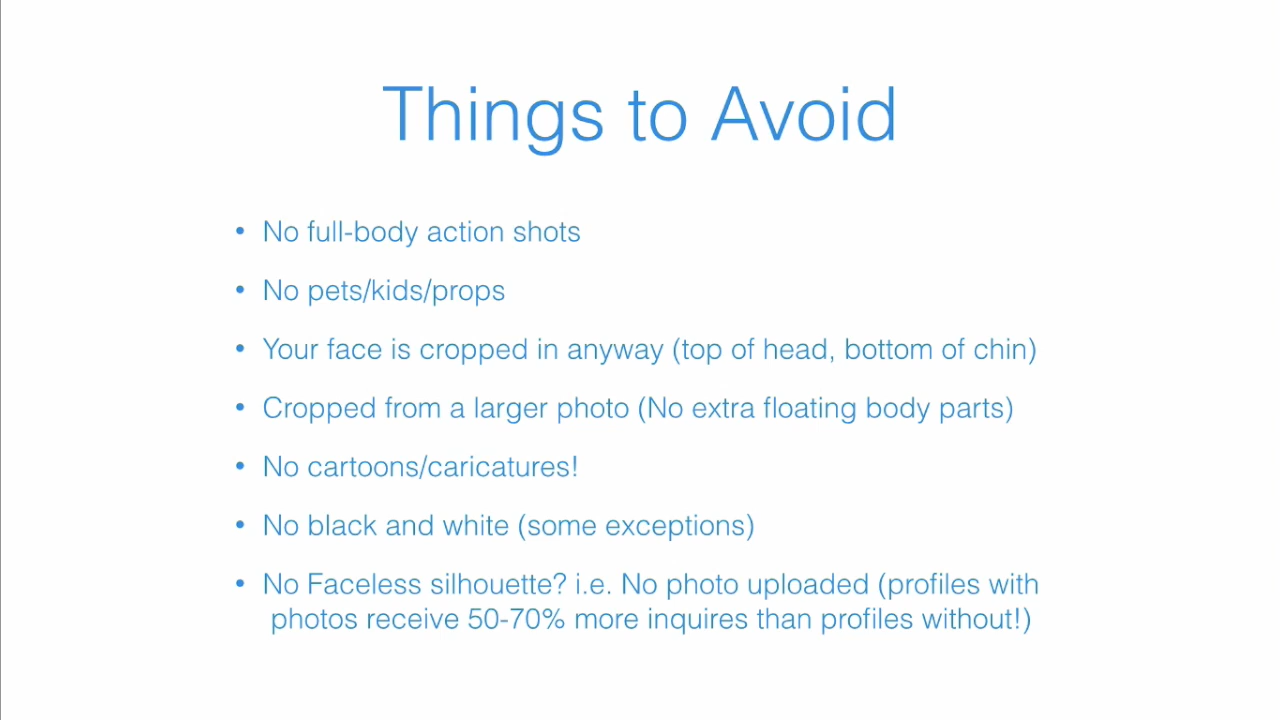 Things to Avoid
• No full-body action shots
• No pets/kids/props
• Your face is cropped in anyway (top of head, bottom of chin)
• Cropped from a larger photo (No extra floating body parts)
• No cartoons/caricatures!
• No black and white (some exceptions)
• No Faceless silhouette? i.e. No photo uploaded (profiles with
photos receive 50-70% more inquires than profiles without!)